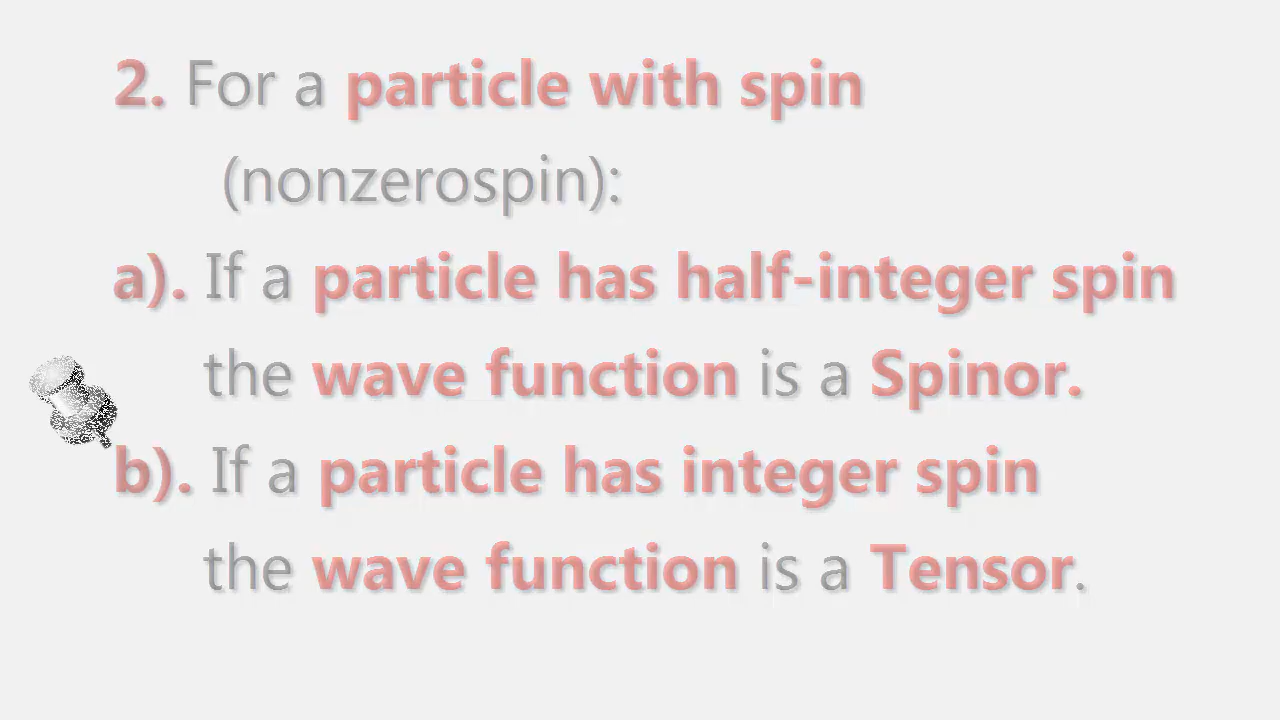 2. For a particle with spin
(nonzerospin):
a). If a particle has half-integer spin
the wave function is a Spinor.
b). If a particle has integer spin
the wave function is a Tensor.